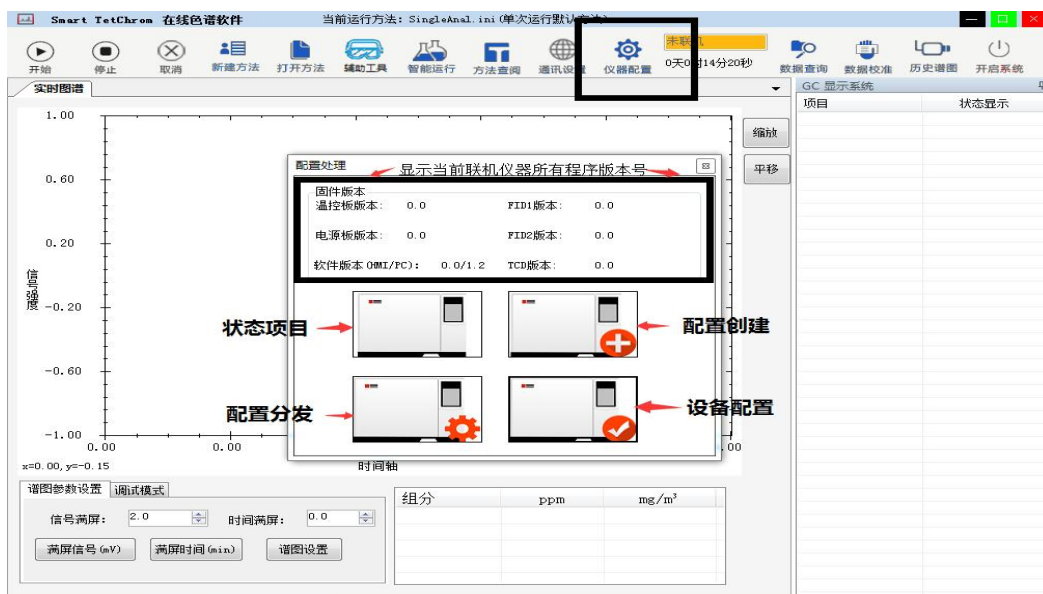 Smart TetChrom 在线色谱软件 当前运行方法: SingleAnal.ini(单次运行默认方法)
未联机
0天0时14分20秒
开始 停止 取消 新建方法 打开方法 辅助工具 智能运行 方法查阅 通讯设置 仪器配置 数据查询 数据校准 历史谱图 开启系统
实时图谱
GC 显示系统
项目 状态显示
缩放
平移
1.00
0.60
0.20
-0.20
-0.60
-1.00
信号强度
0.00 0.00 .00
x=0.00,y=-0.15
时间轴
配置处理
显示当前联机仪器所有程序版本号
固件版本
温控板版本: 0.0 FID1版本: 0.0
电源板版本: 0.0 FID2版本: 0.0
软件版本(HMI/PC): 0.0/1.2 TCD版本: 0.0
状态项目
配置创建
配置分发
设备配置
谱图参数设置 调试模式
信号满屏: 2.0 时间满屏: 0.0
满屏信号(mV) 满屏时间(min) 谱图设置
组分 ppm mg/m³